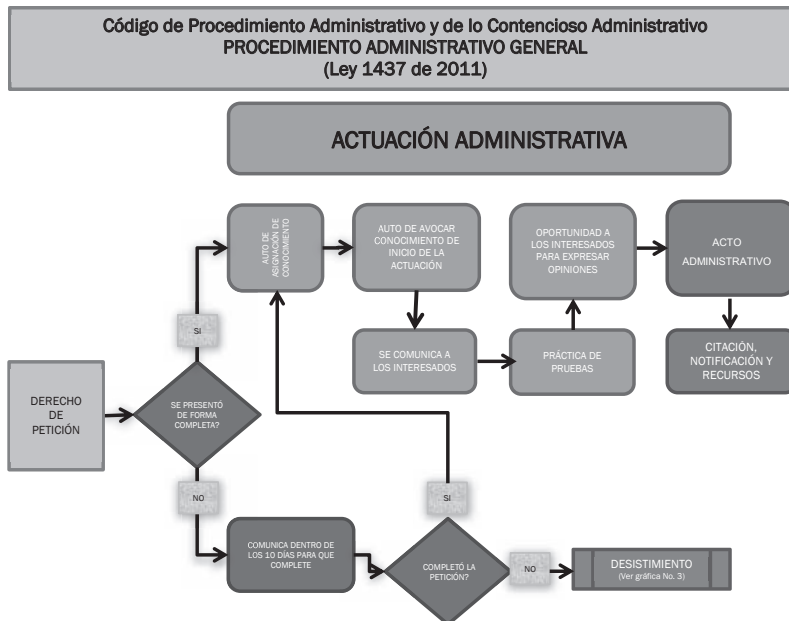 Código de Procedimiento Administrativo y de lo Contencioso Administrativo
PROCEDIMIENTO ADMINISTRATIVO GENERAL
(Ley 1437 de 2011)
ACTUACIÓN ADMINISTRATIVA
AUTO DE
ASIGNACIÓN DE
CONOCIMIENTO
AUTO DE AVOCAR
CONOCIMIENTO DE
INICIO DE LA
ACTUACIÓN
OPORTUNIDAD A
LOS INTERESADOS
PARA EXPRESAR
OPINIONES
ACTO
ADMINISTRATIVO
SI
SE COMUNICA A
LOS INTERESADOS
PRÁCTICA DE
PRUEBAS
CITACIÓN,
NOTIFICACIÓN Y
RECURSOS
DERECHO
DE
PETICIÓN
SE PRESENTÓ
DE FORMA
COMPLETA?
NO
SI
COMUNICA DENTRO DE
LOS 10 DÍAS PARA QUE
COMPLETE
COMPLETÓ LA
PETICIÓN?
NO
DESISTIMIENTO
(Ver gráfica No. 3)